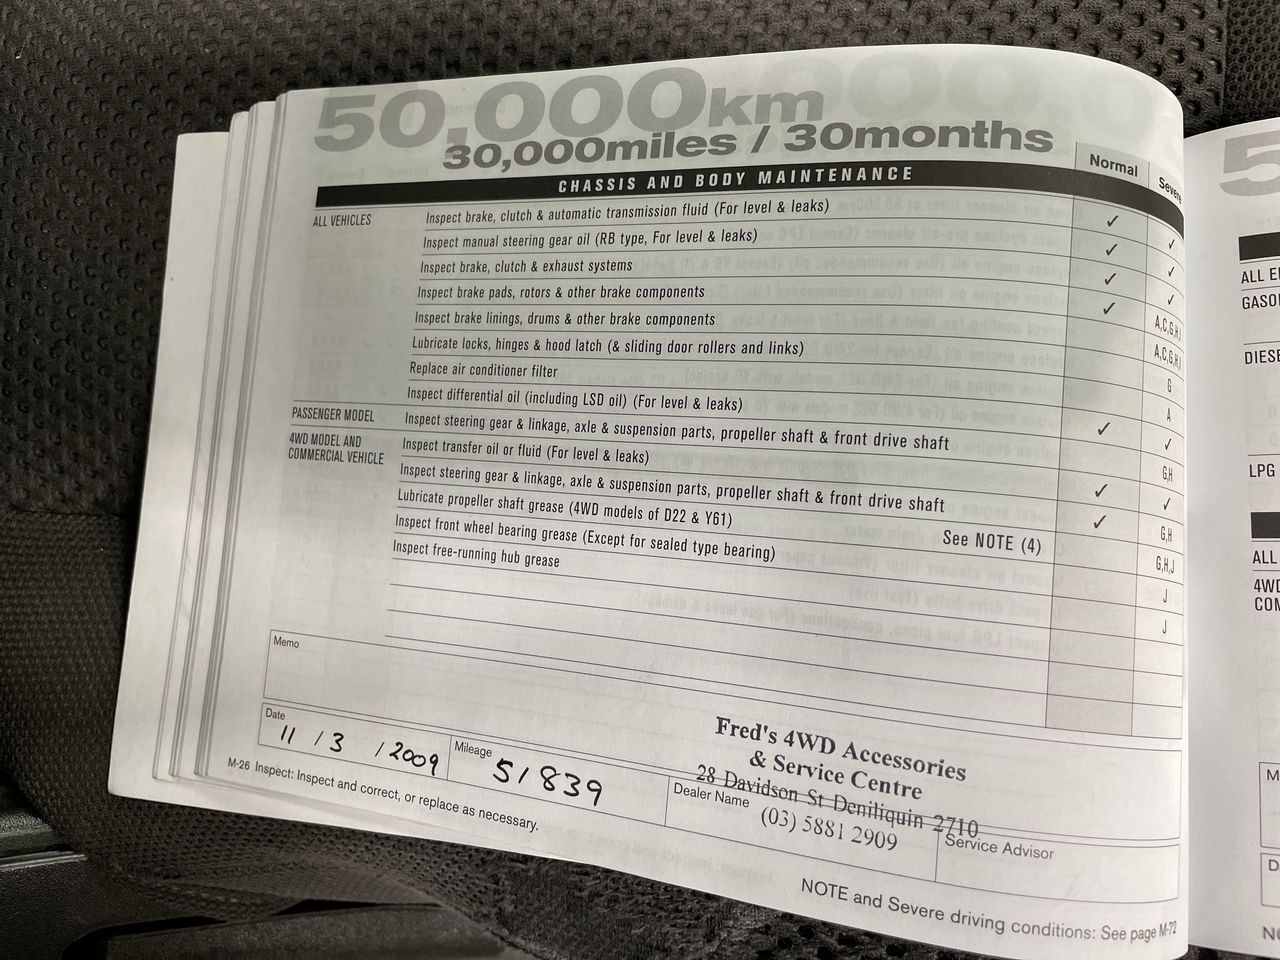 50,000km
30,000miles / 30months
Normal
Severe
CHASSIS AND BODY MAINTENANCE
ALL VEHICLES
Inspect brake, clutch & automatic transmission fluid (For level & leaks) ✓ ✓
Inspect manual steering gear oil (RB type, For level & leaks) ✓ ✓
Inspect brake, clutch & exhaust systems ✓ ✓
Inspect brake pads, rotors & other brake components ✓ A,C,G,H
Inspect brake linings, drums & other brake components A,C,G,H
Lubricate locks, hinges & hood latch (& sliding door rollers and links) G
Replace air conditioner filter A
Inspect differential oil (including LSD oil) (For level & leaks) ✓ ✓
PASSENGER MODEL
Inspect steering gear & linkage, axle & suspension parts, propeller shaft & front drive shaft G,H
4WD MODEL AND
COMMERCIAL VEHICLE
Inspect transfer oil or fluid (For level & leaks) ✓ ✓
Inspect steering gear & linkage, axle & suspension parts, propeller shaft & front drive shaft ✓ G,H
Lubricate propeller shaft grease (4WD models of D22 & Y61) See NOTE (4) G,H,J
Inspect front wheel bearing grease (Except for sealed type bearing) J
Inspect free-running hub grease J
Memo
Date
11 / 3 / 2009
Mileage
51839
Fred's 4WD Accessories
& Service Centre
28 Davidson St Deniliquin 2710
(03) 5881 2909
Dealer Name
Service Advisor
M-26 Inspect: Inspect and correct, or replace as necessary.
NOTE and Severe driving conditions: See page M-72
5
ALL
DIESE
LPG
ALL
4WD
COM
M
D